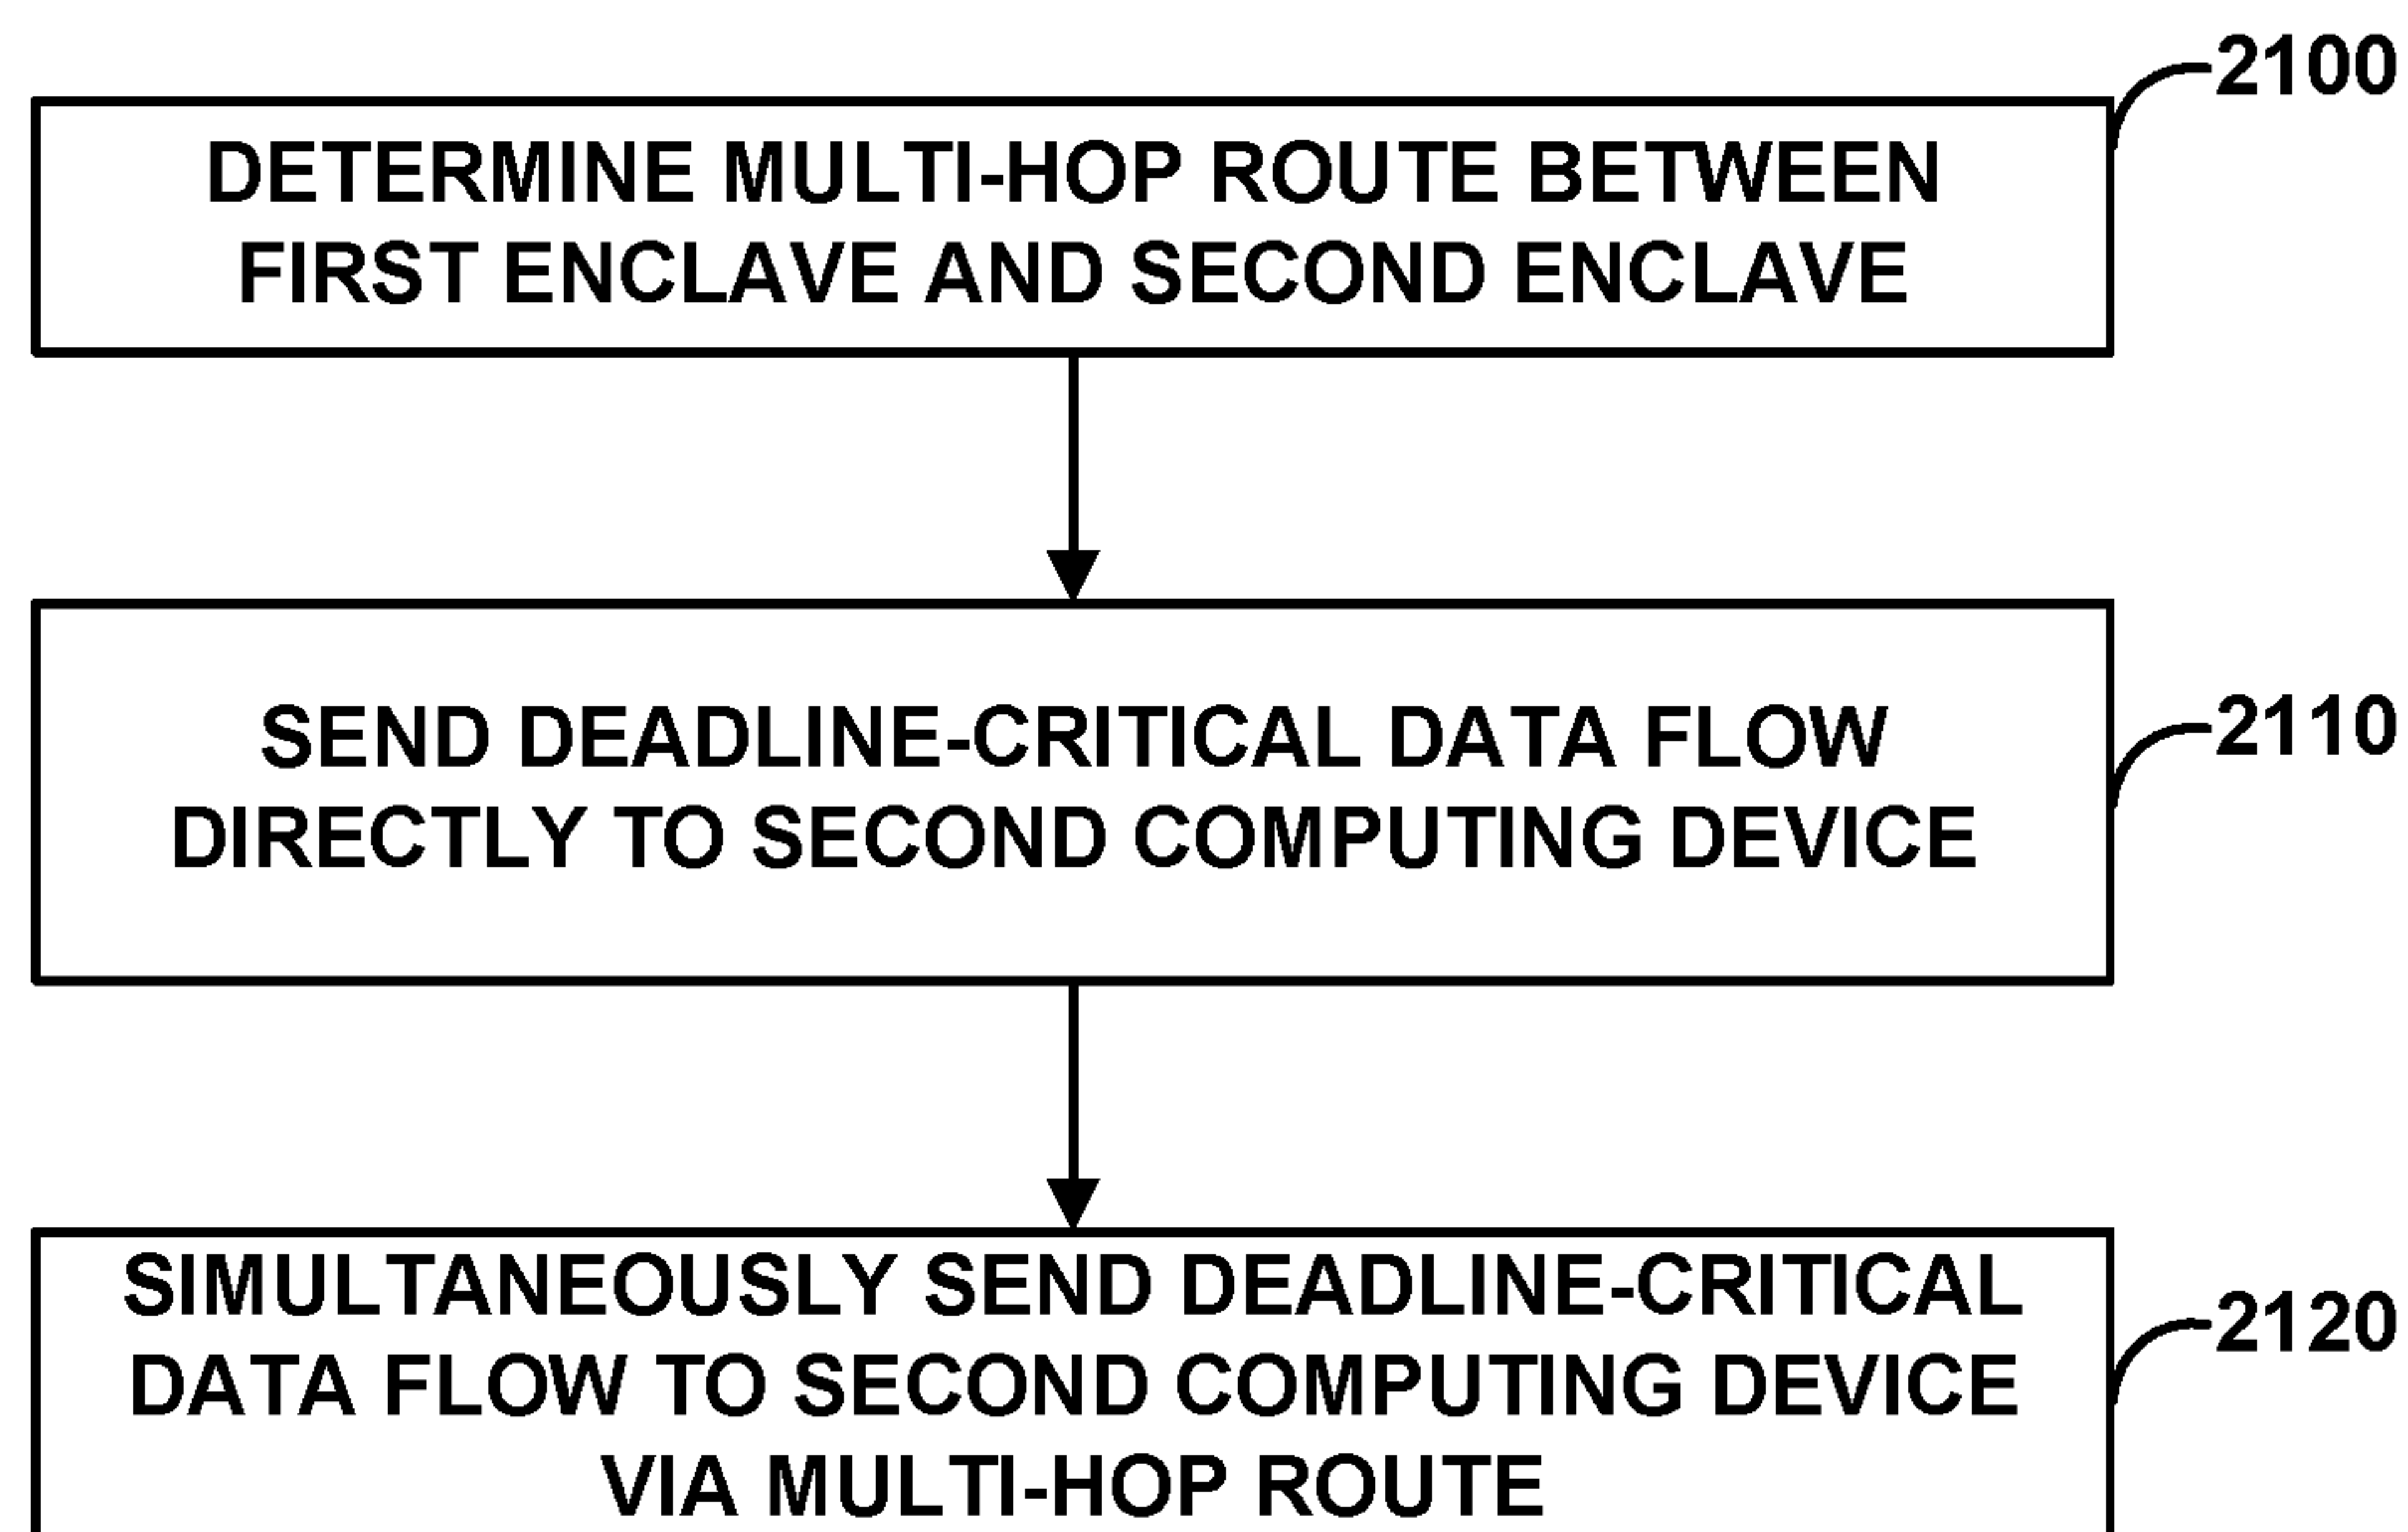 2100
DETERMINE MULTI-HOP ROUTE BETWEEN
FIRST ENCLAVE AND SECOND ENCLAVE
2110
SEND DEADLINE-CRITICAL DATA FLOW
DIRECTLY TO SECOND COMPUTING DEVICE
2120
SIMULTANEOUSLY SEND DEADLINE-CRITICAL
DATA FLOW TO SECOND COMPUTING DEVICE
VIA MULTI-HOP ROUTE